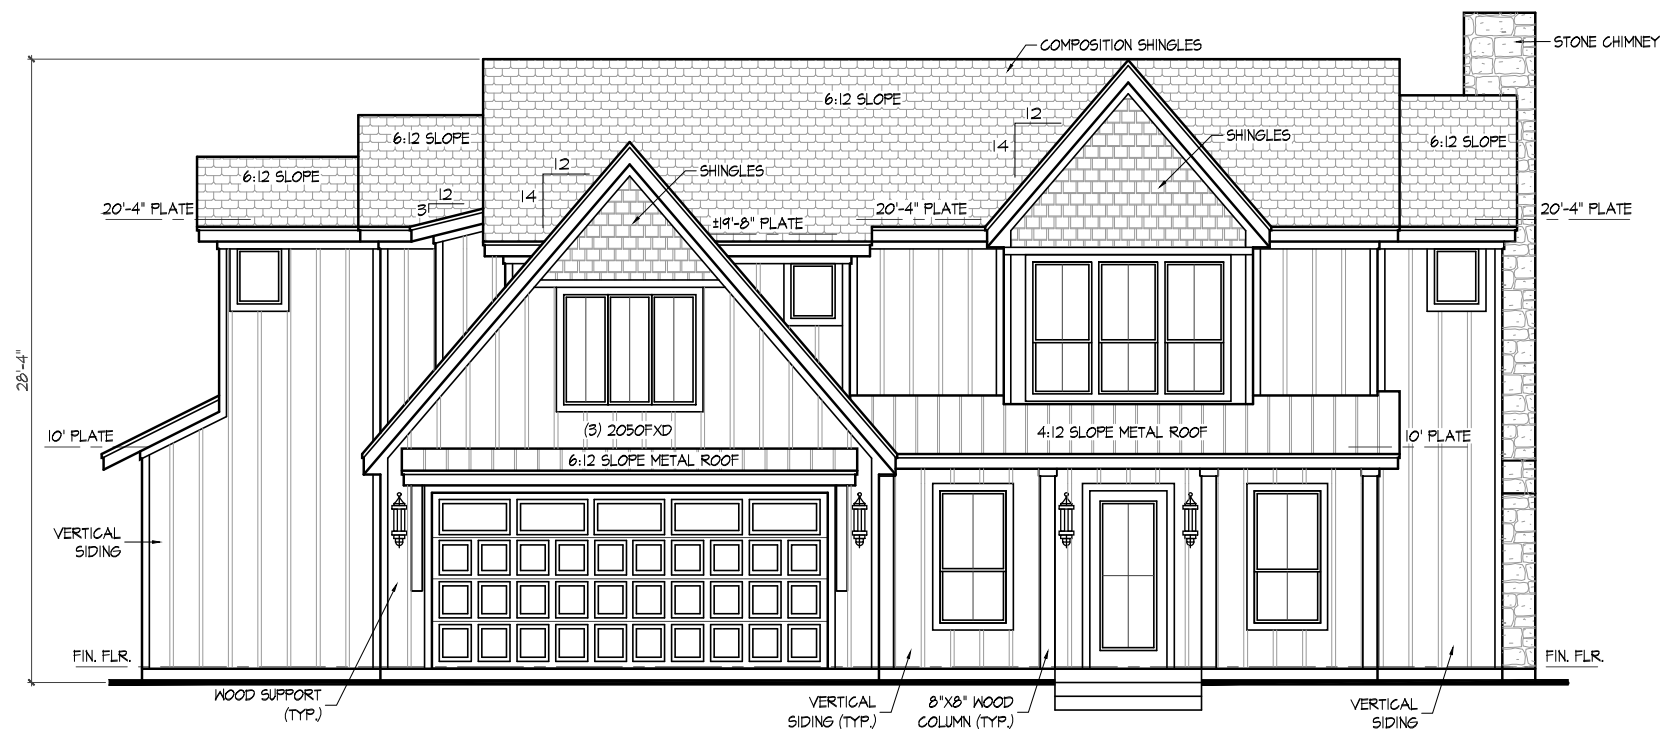 STONE CHIMNEY
COMPOSITION SHINGLES
6:12 SLOPE
12
14
6:12 SLOPE
SHINGLES
6:12 SLOPE
12
14
SHINGLES
6:12 SLOPE
12
3
20'-4" PLATE
±19'-8" PLATE
20'-4" PLATE
20'-4" PLATE
28'-4"
(3) 2050FXD
10' PLATE
6:12 SLOPE METAL ROOF
4:12 SLOPE METAL ROOF
10' PLATE
VERTICAL
SIDING
FIN. FLR.
FIN. FLR.
WOOD SUPPORT
(TYP.)
VERTICAL
SIDING (TYP.)
8"X8" WOOD
COLUMN (TYP.)
VERTICAL
SIDING